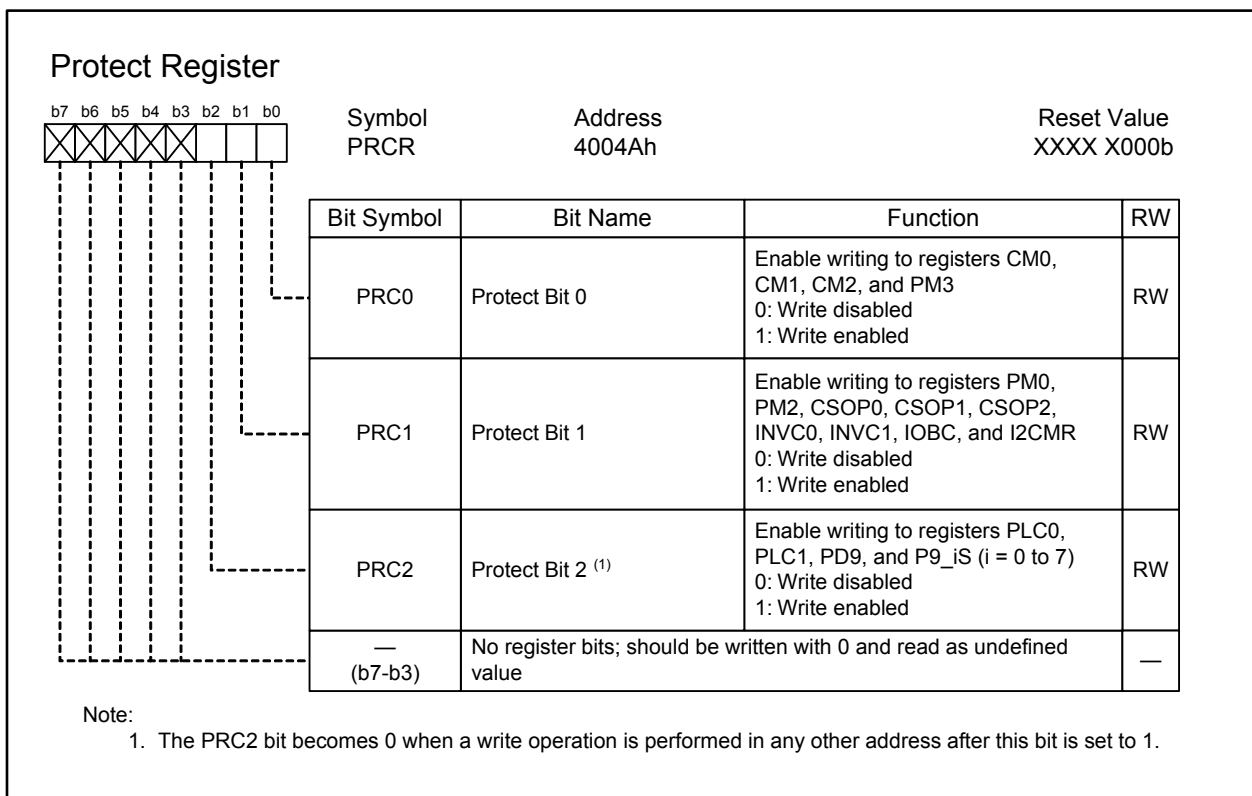 Protect Register
b7 b6 b5 b4 b3 b2 b1 b0
Symbol Address Reset Value
PRCR 4004Ah XXXX X000b
Bit Symbol Bit Name Function RW
PRC0 Protect Bit 0 Enable writing to registers CM0,
CM1, CM2, and PM3
0: Write disabled
1: Write enabled RW
PRC1 Protect Bit 1 Enable writing to registers PM0,
PM2, CSOP0, CSOP1, CSOP2,
INVC0, INVC1, IOBC, and I2CMR
0: Write disabled
1: Write enabled RW
PRC2 Protect Bit 2 (1) Enable writing to registers PLC0,
PLC1, PD9, and P9_iS (i = 0 to 7)
0: Write disabled
1: Write enabled RW
—
(b7-b3) No register bits; should be written with 0 and read as undefined
value —
Note:
1. The PRC2 bit becomes 0 when a write operation is performed in any other address after this bit is set to 1.